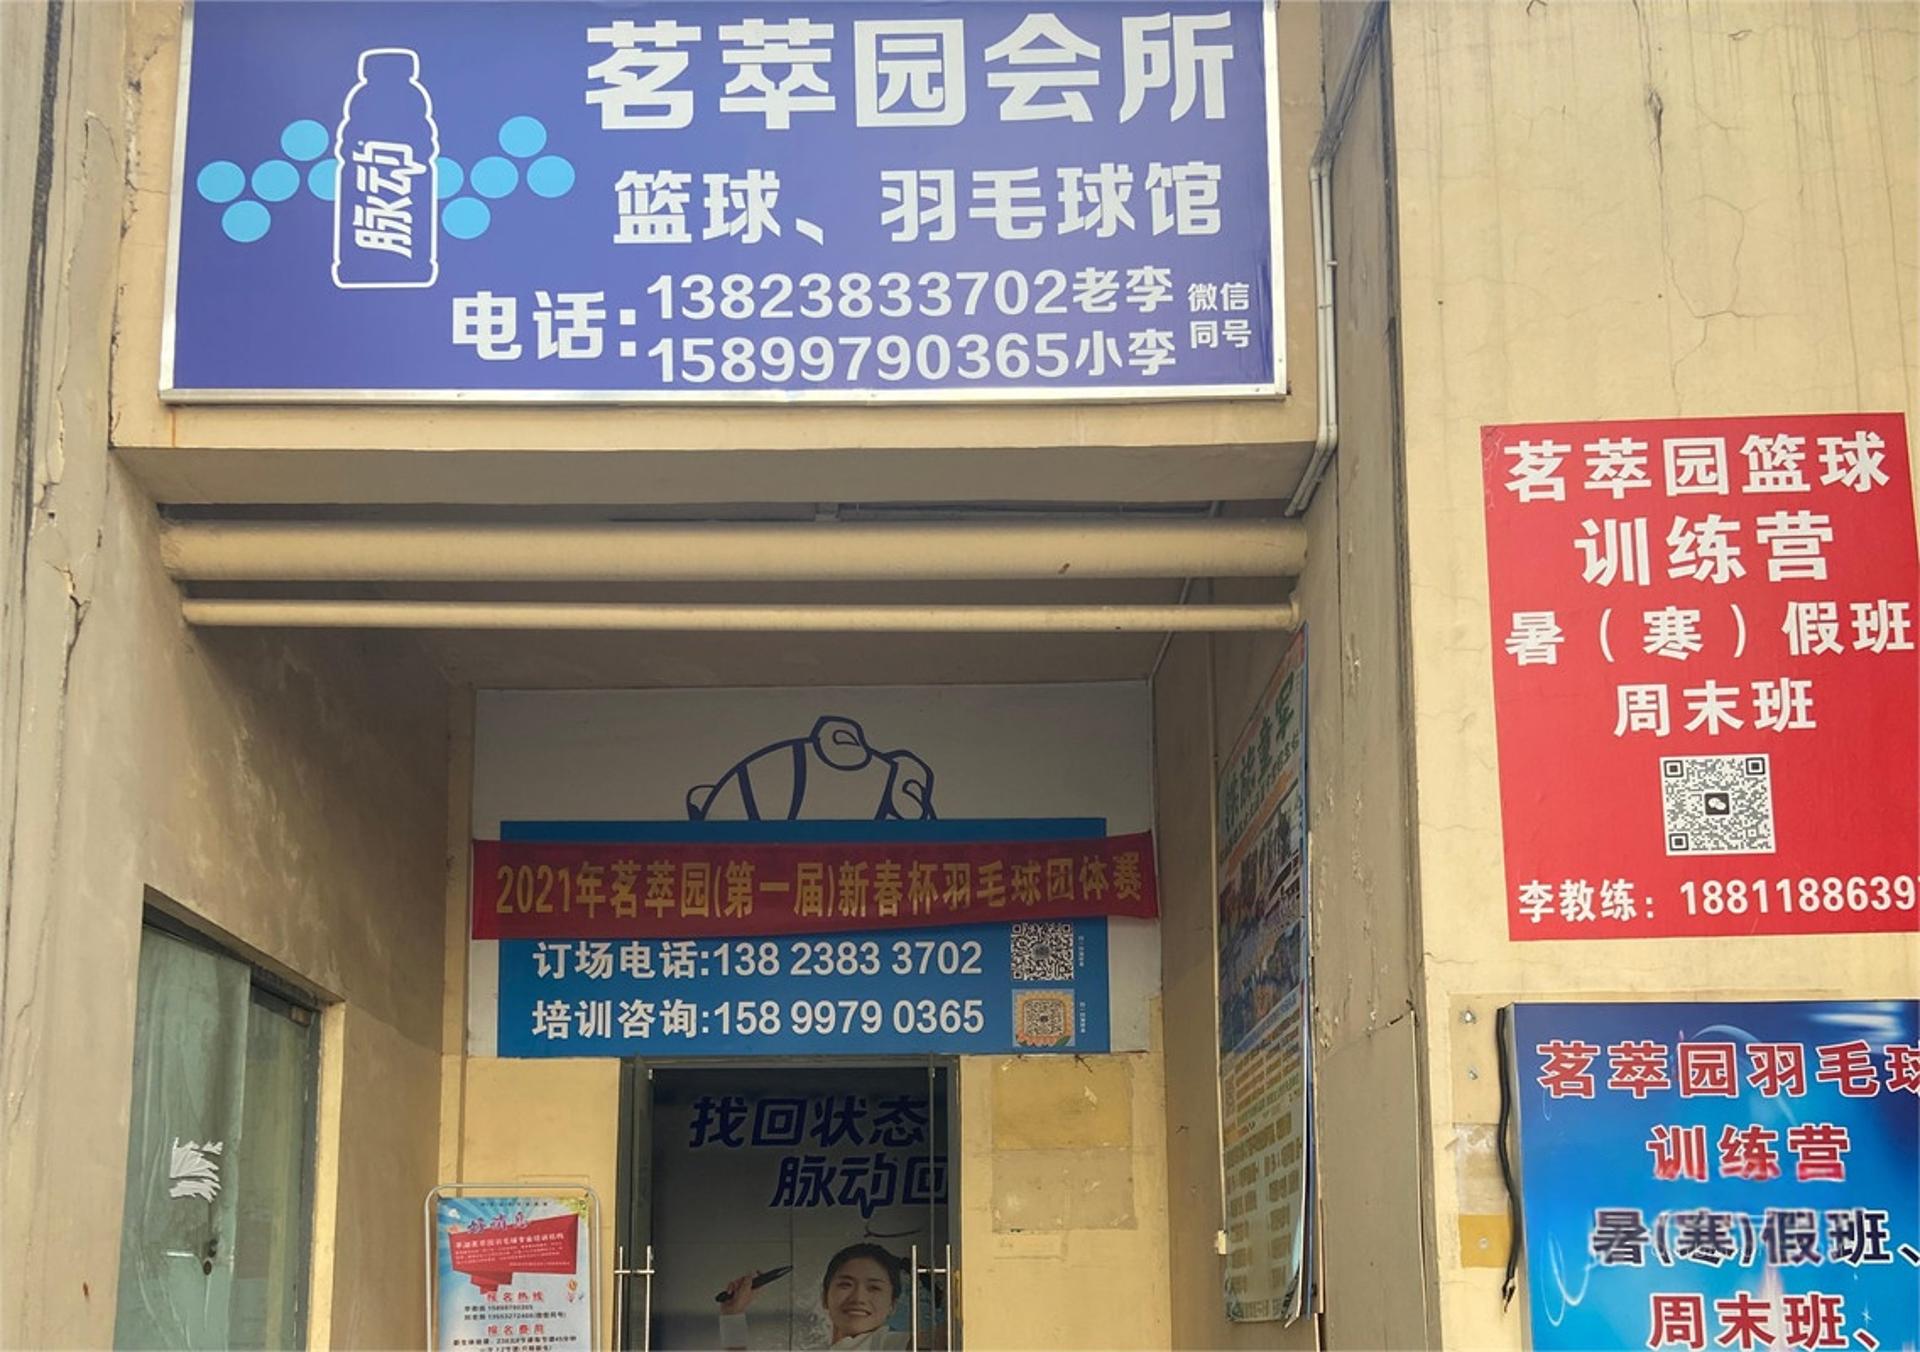 茗萃园会所
脉动
篮球、羽毛球馆
电话:
13823833702老李
15899790365小李
微信
同号
茗萃园篮球
训练营
暑(寒)假班
周末班
李教练: 1881188639
2021年茗萃园(第一届)新春杯羽毛球团体赛
订场电话:138 2383 3702
培训咨询:158 9979 0365
找回状态
脉动回
茗萃园羽毛球
训练营
暑(寒)假班、
周末班、
报名热线
报名费用